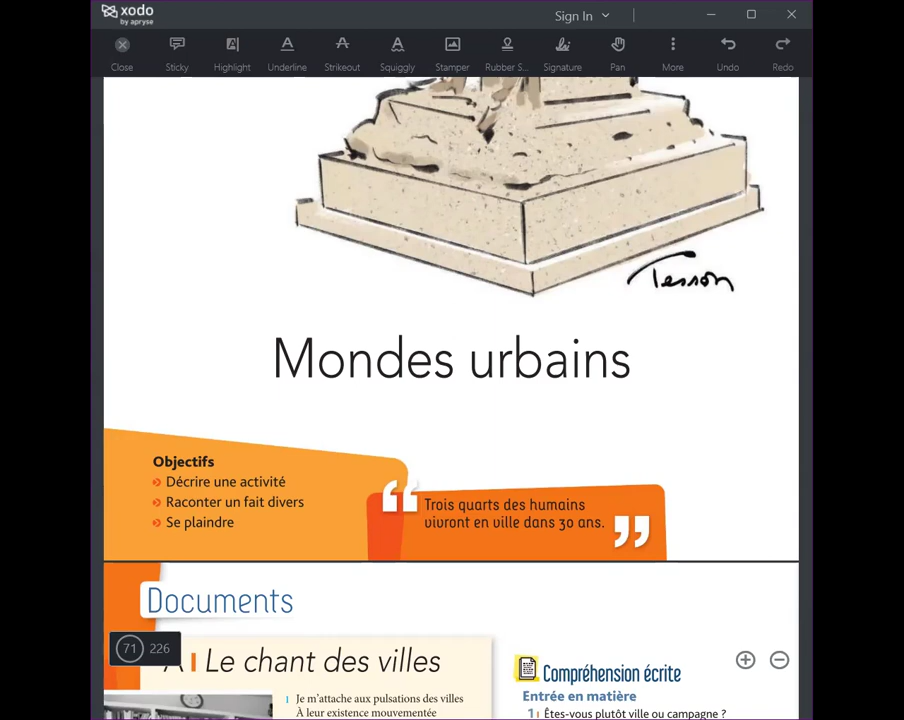 xodo
by apryse
Sign In
Close
Sticky
Highlight
Underline
Strikeout
Squiggly
Stamper
Rubber S...
Signature
Pan
More
Undo
Redo
Tesson
Mondes urbains
Objectifs
Décrire une activité
Raconter un fait divers
Se plaindre
“ Trois quarts des humains
vivront en ville dans 30 ans. ”
Documents
71 226
Le chant des villes
1 Je m’attache aux pulsations des villes
À leur existence mouvementée
Compréhension écrite
Entrée en matière
1 Êtes-vous plutôt ville ou campagne ?